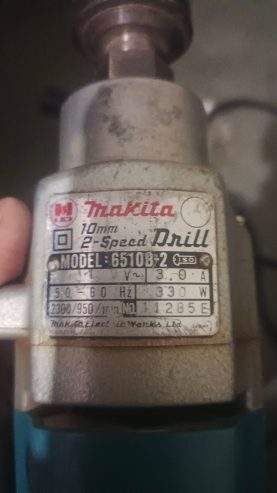 makita
10mm
2-Speed Drill
MODEL: 6510B-2 JSD
V~ 3.0 A
50-60 Hz 330 W
2300/950/min NO. 11285E
Makita Electric Works Ltd.